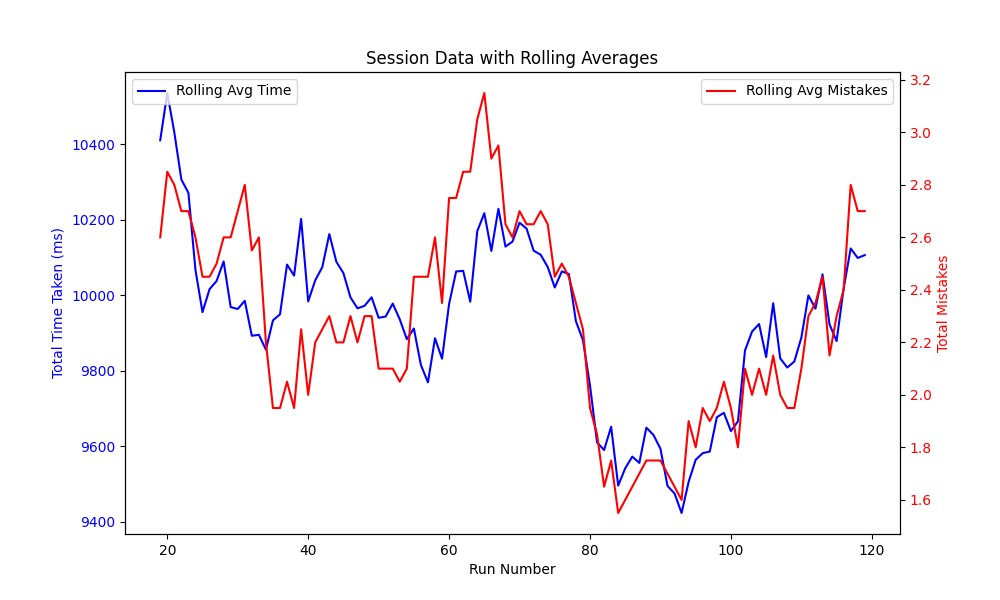 Session Data with Rolling Averages
Rolling Avg Time
Rolling Avg Mistakes
Total Time Taken (ms)
10400
10200
10000
9800
9600
9400
3.2
3.0
2.8
2.6
2.4
2.2
2.0
1.8
1.6
Total Mistakes
20 40 60 80 100 120
Run Number